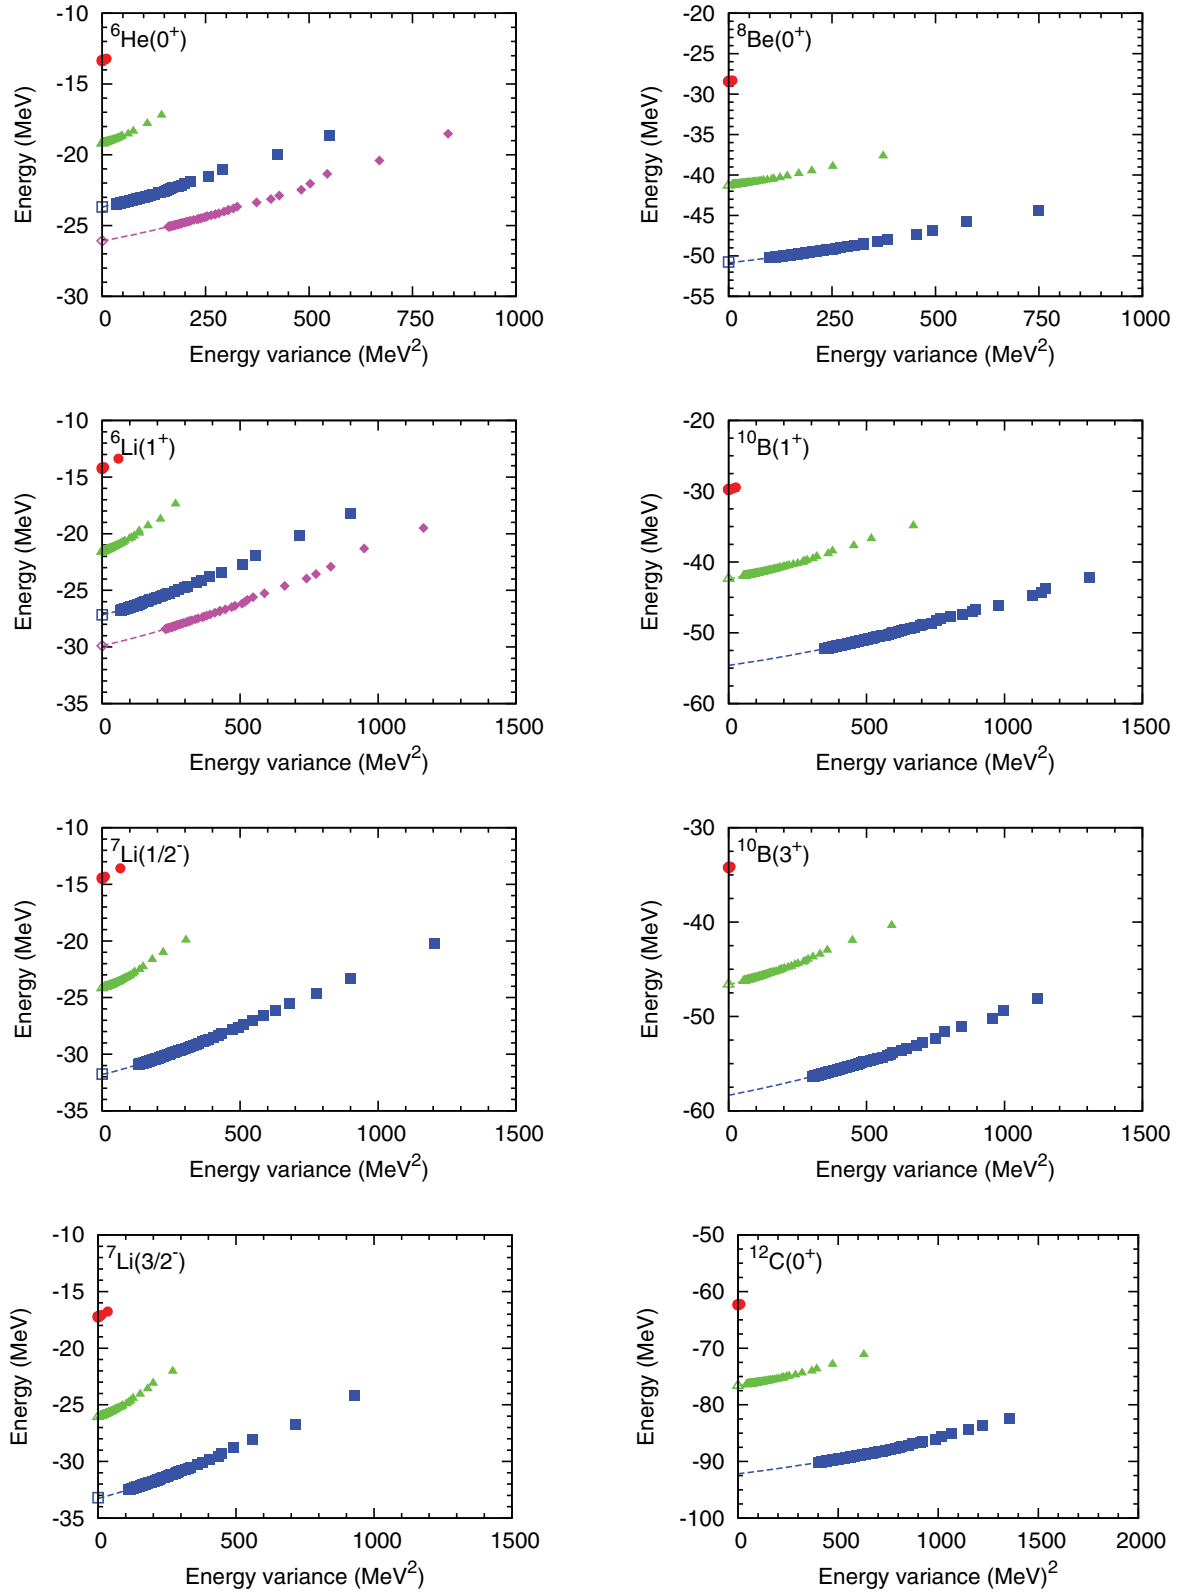 ⁶He(0⁺)
Energy (MeV)
-10
-15
-20
-25
-30
0 250 500 750 1000
Energy variance (MeV²)
⁸Be(0⁺)
Energy (MeV)
-20
-25
-30
-35
-40
-45
-50
-55
0 250 500 750 1000
Energy variance (MeV²)
⁶Li(1⁺)
Energy (MeV)
-10
-15
-20
-25
-30
-35
0 500 1000 1500
Energy variance (MeV²)
¹⁰B(1⁺)
Energy (MeV)
-20
-30
-40
-50
-60
0 500 1000 1500
Energy variance (MeV²)
⁷Li(1/2⁻)
Energy (MeV)
-10
-15
-20
-25
-30
-35
0 500 1000 1500
Energy variance (MeV²)
¹⁰B(3⁺)
Energy (MeV)
-30
-40
-50
-60
0 500 1000 1500
Energy variance (MeV²)
⁷Li(3/2⁻)
Energy (MeV)
-10
-15
-20
-25
-30
-35
0 500 1000 1500
Energy variance (MeV²)
¹²C(0⁺)
Energy (MeV)
-50
-60
-70
-80
-90
-100
0 500 1000 1500 2000
Energy variance (MeV)²